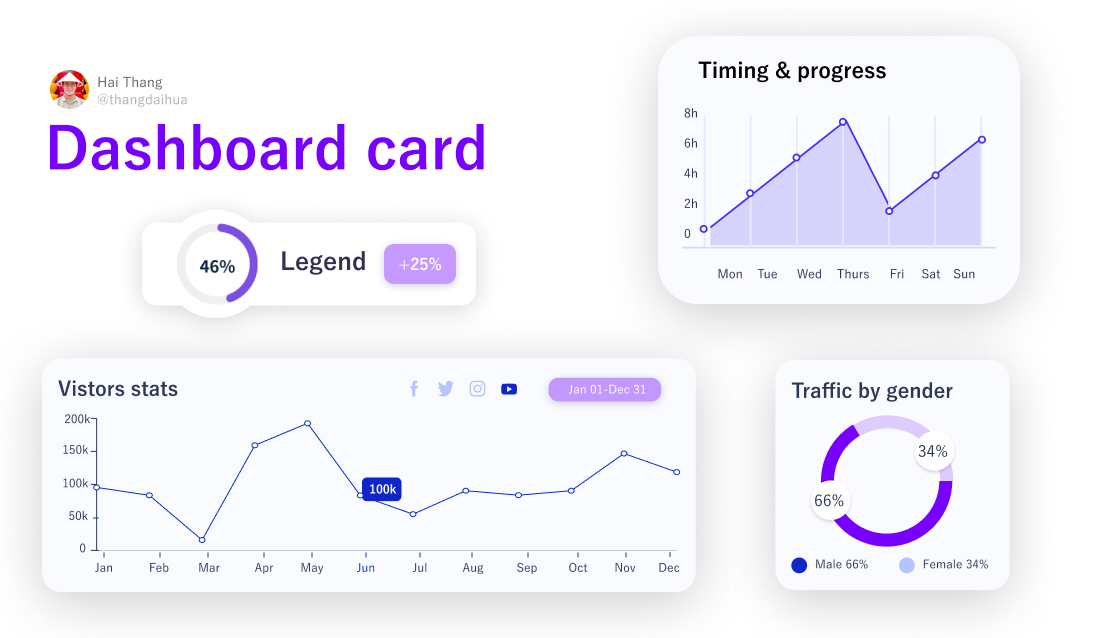 Hai Thang
@thangdaihua
Dashboard card
46%
Legend
+25%
Timing & progress
8h
6h
4h
2h
0
Mon Tue Wed Thurs Fri Sat Sun
Vistors stats
Jan 01-Dec 31
200k
150k
100k
50k
0
100k
Jan Feb Mar Apr May Jun Jul Aug Sep Oct Nov Dec
Traffic by gender
34%
66%
Male 66% Female 34%